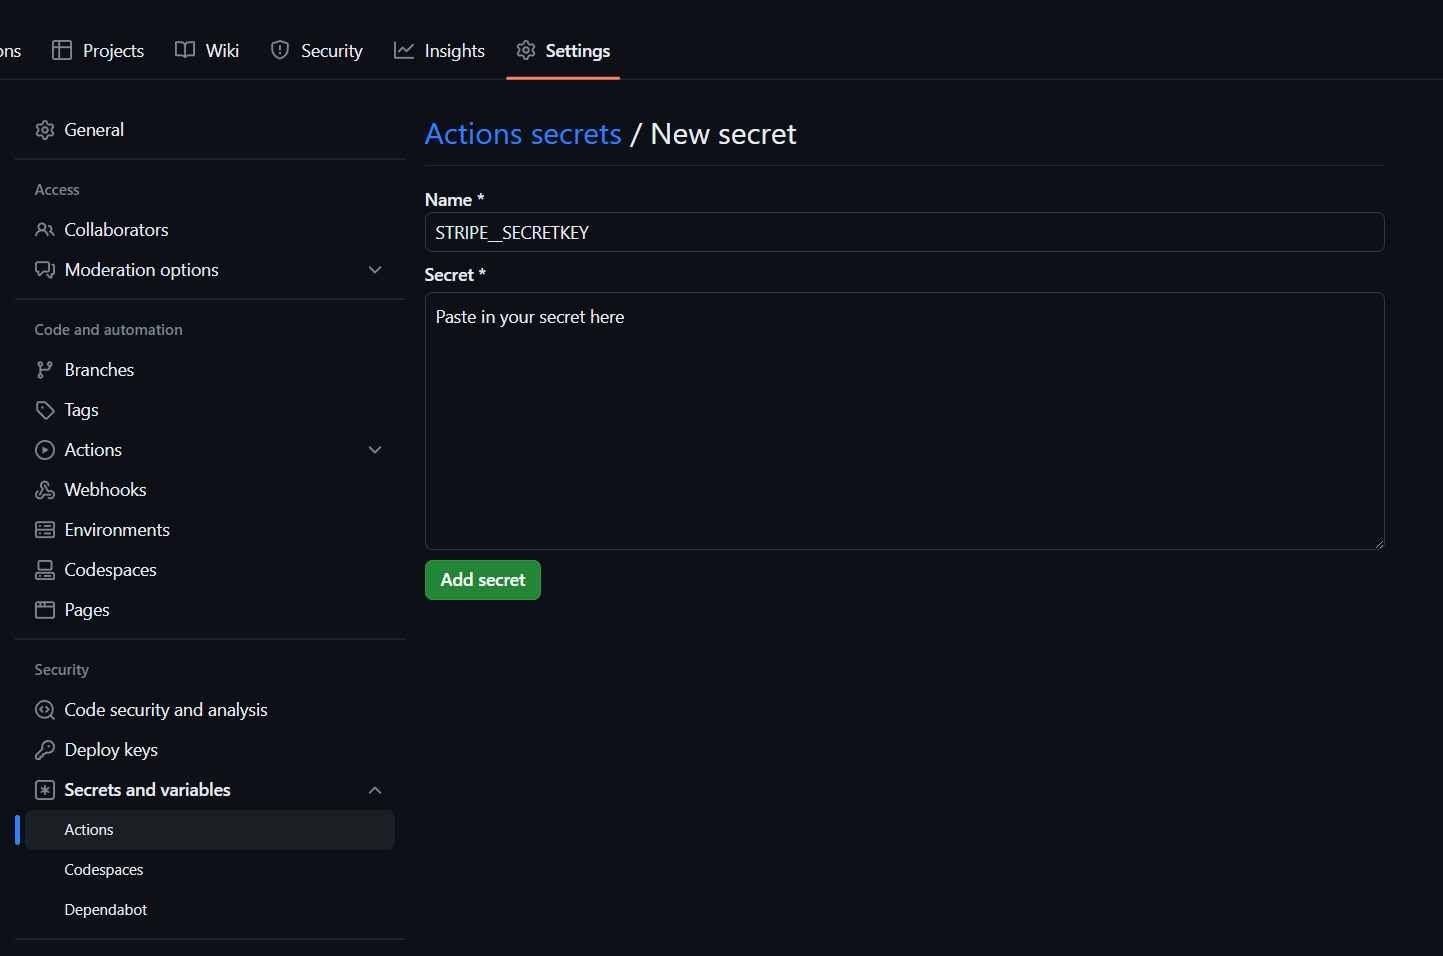 ons Projects Wiki Security Insights Settings
General
Access
Collaborators
Moderation options
Code and automation
Branches
Tags
Actions
Webhooks
Environments
Codespaces
Pages
Security
Code security and analysis
Deploy keys
Secrets and variables
Actions
Codespaces
Dependabot
Actions secrets / New secret
Name *
STRIPE__SECRETKEY
Secret *
Paste in your secret here
Add secret